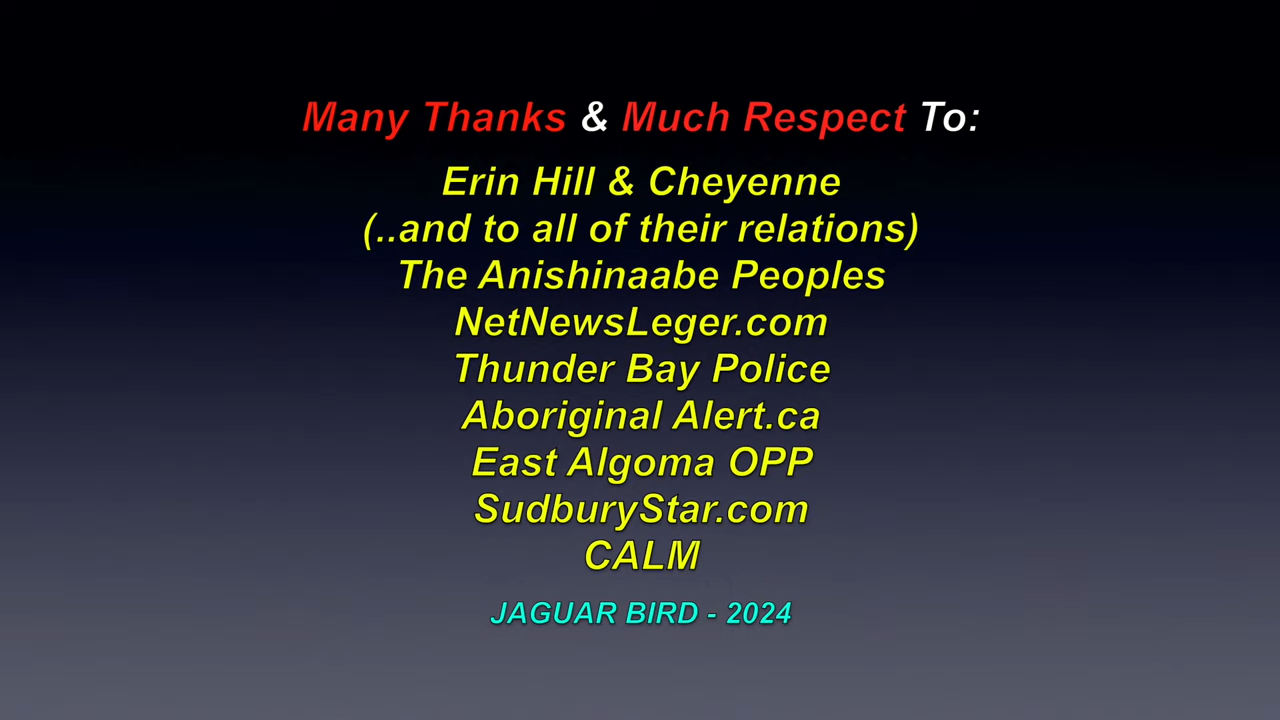 Many Thanks & Much Respect To:
Erin Hill & Cheyenne
(..and to all of their relations)
The Anishinaabe Peoples
NetNewsLeger.com
Thunder Bay Police
Aboriginal Alert.ca
East Algoma OPP
SudburyStar.com
CALM
JAGUAR BIRD - 2024